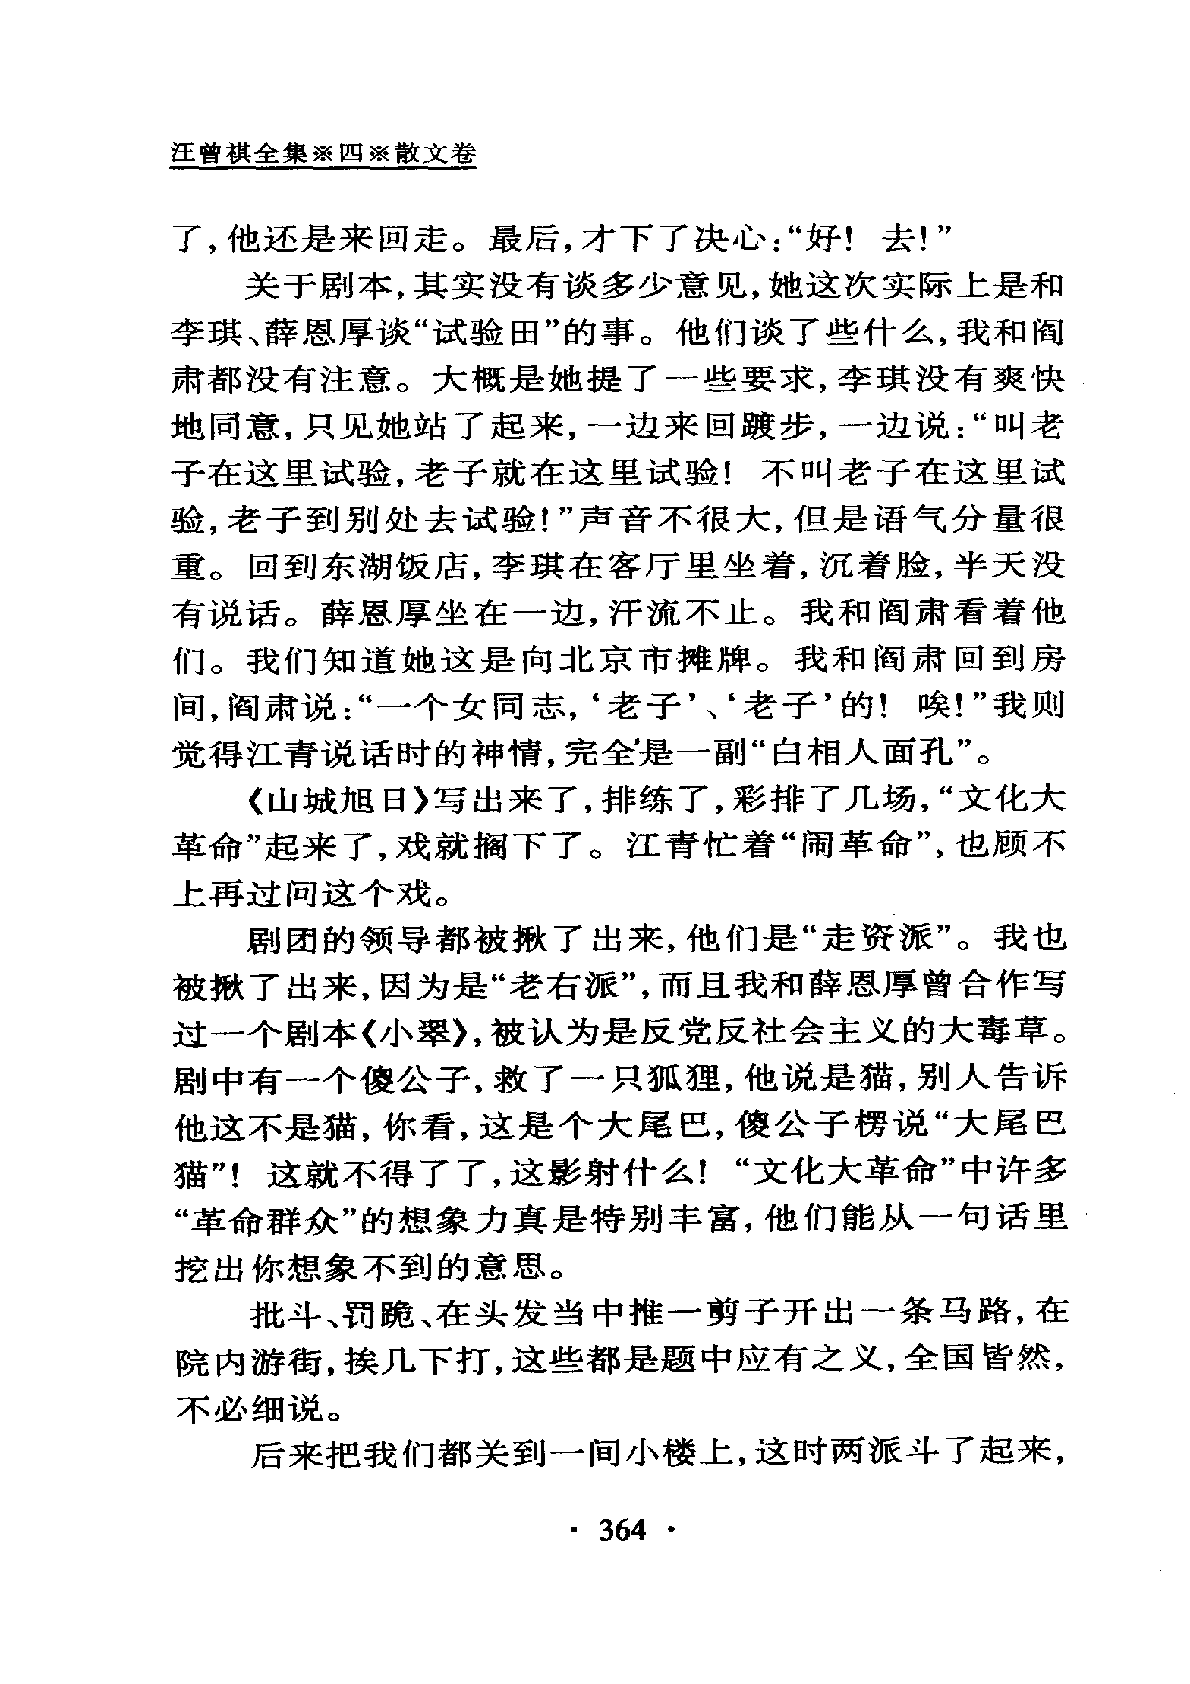 汪曾祺全集※四※散文卷
了,他还是来回走。最后,才下了决心:“好! 去!”
关于剧本,其实没有谈多少意见,她这次实际上是和
李琪、薛恩厚谈“试验田”的事。他们谈了些什么,我和阎
肃都没有注意。大概是她提了一些要求,李琪没有爽快
地同意,只见她站了起来,一边来回踱步,一边说:“叫老
子在这里试验,老子就在这里试验! 不叫老子在这里试
验,老子到别处去试验!”声音不很大,但是语气分量很
重。回到东湖饭店,李琪在客厅里坐着,沉着脸,半天没
有说话。薛恩厚坐在一边,汗流不止。我和阎肃看着他
们。我们知道她这是向北京市摊牌。我和阎肃回到房
间,阎肃说:“一个女同志,‘老子’、‘老子’的! 唉!”我则
觉得江青说话时的神情,完全是一副“白相人面孔”。
《山城旭日》写出来了,排练了,彩排了几场,“文化大
革命”起来了,戏就搁下了。江青忙着“闹革命”,也顾不
上再过问这个戏。
剧团的领导都被揪了出来,他们是“走资派”。我也
被揪了出来,因为是“老右派”,而且我和薛恩厚曾合作写
过一个剧本《小翠》,被认为是反党反社会主义的大毒草。
剧中有一个傻公子,救了一只狐狸,他说是猫,别人告诉
他这不是猫,你看,这是个大尾巴,傻公子楞说“大尾巴
猫”! 这就不得了了,这影射什么! “文化大革命”中许多
“革命群众”的想象力真是特别丰富,他们能从一句话里
挖出你想象不到的意思。
批斗、罚跪、在头发当中推一剪子开出一条马路,在
院内游街,挨几下打,这些都是题中应有之义,全国皆然,
不必细说。
后来把我们都关到一间小楼上,这时两派斗了起来,
· 364 ·